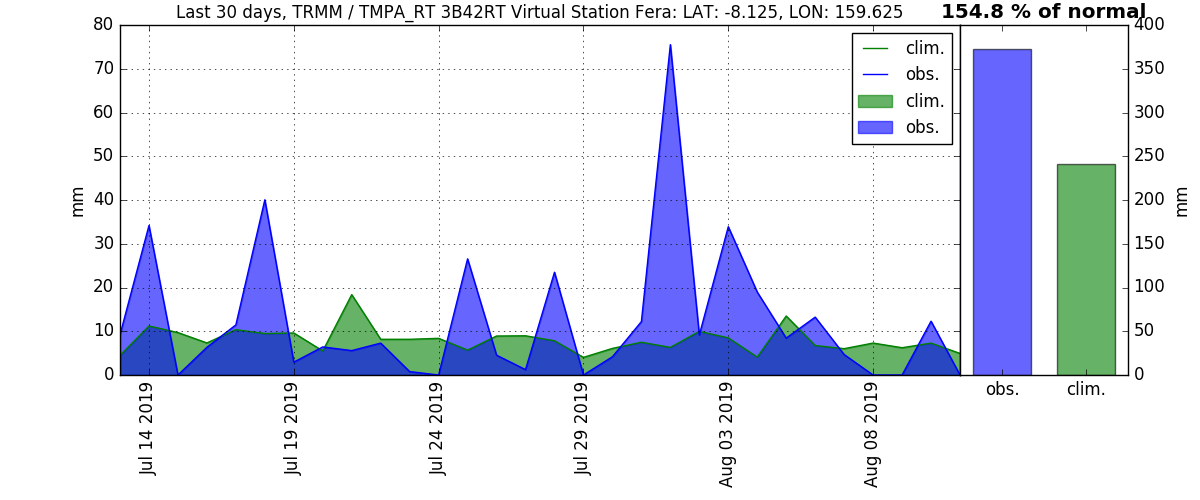 Last 30 days, TRMM / TMPA_RT 3B42RT Virtual Station Fera: LAT: -8.125, LON: 159.625
154.8 % of normal
80
70
60
50
40
30
20
10
0
mm
clim.
obs.
clim.
obs.
400
350
300
250
200
150
100
50
0
mm
Jul 14 2019
Jul 19 2019
Jul 24 2019
Jul 29 2019
Aug 03 2019
Aug 08 2019
obs.
clim.